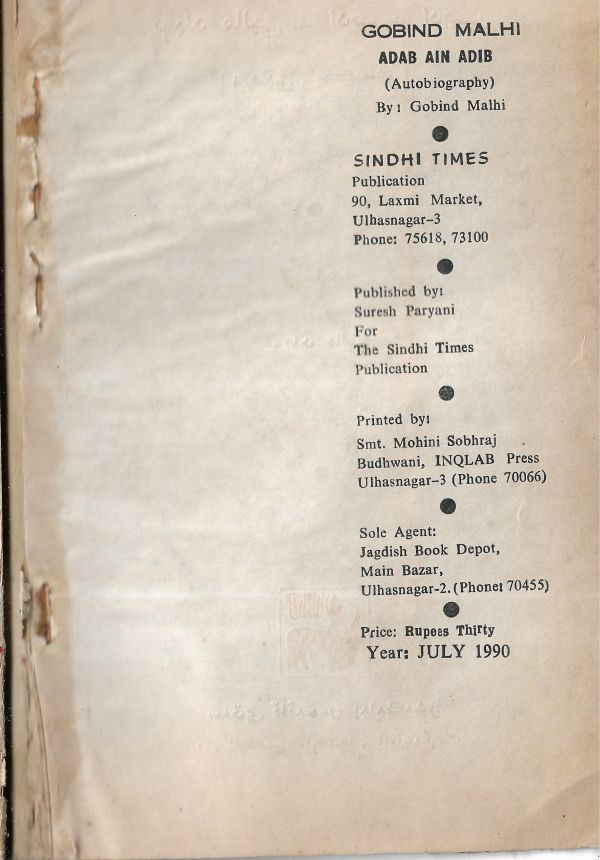 GOBIND MALHI
ADAB AIN ADIB
(Autobiography)
By: Gobind Malhi
SINDHI TIMES
Publication
90, Laxmi Market,
Ulhasnagar-3
Phone: 75618, 73100
Published by:
Suresh Paryani
For
The Sindhi Times
Publication
Printed by:
Smt. Mohini Sobhraj
Budhwani, INQLAB Press
Ulhasnagar-3 (Phone 70066)
Sole Agent:
Jagdish Book Depot,
Main Bazar,
Ulhasnagar-2. (Phone: 70455)
Price: Rupees Thirty
Year: JULY 1990